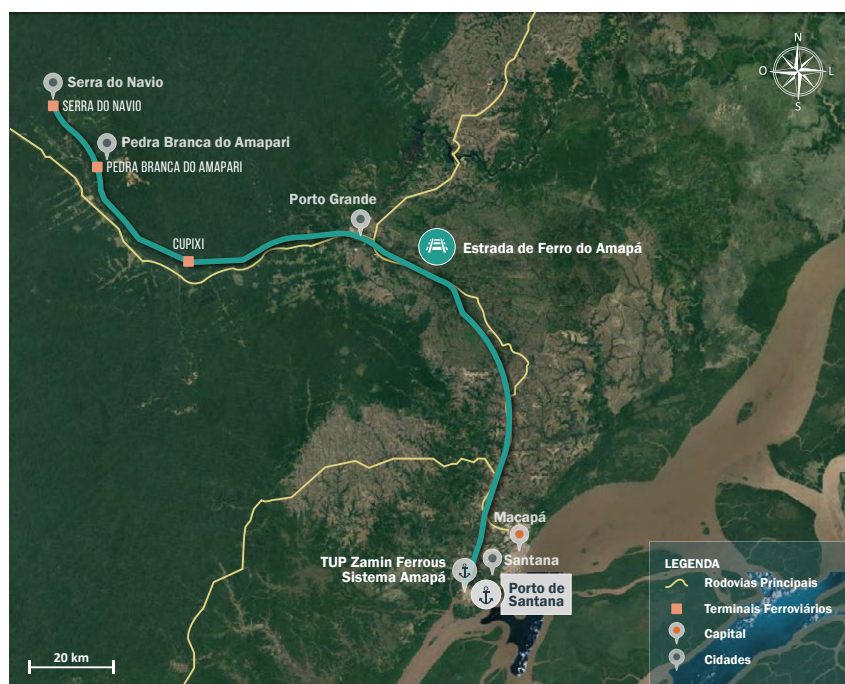 N
O
L
S
Serra do Navio
SERRA DO NAVIO
Pedra Branca do Amapari
PEDRA BRANCA DO AMAPARI
Porto Grande
CUPIXI
Estrada de Ferro do Amapá
Macapá
Santana
TUP Zamin Ferrous
Sistema Amapá
Porto de
Santana
LEGENDA
Rodovias Principais
Terminais Ferroviários
Capital
Cidades
20 km